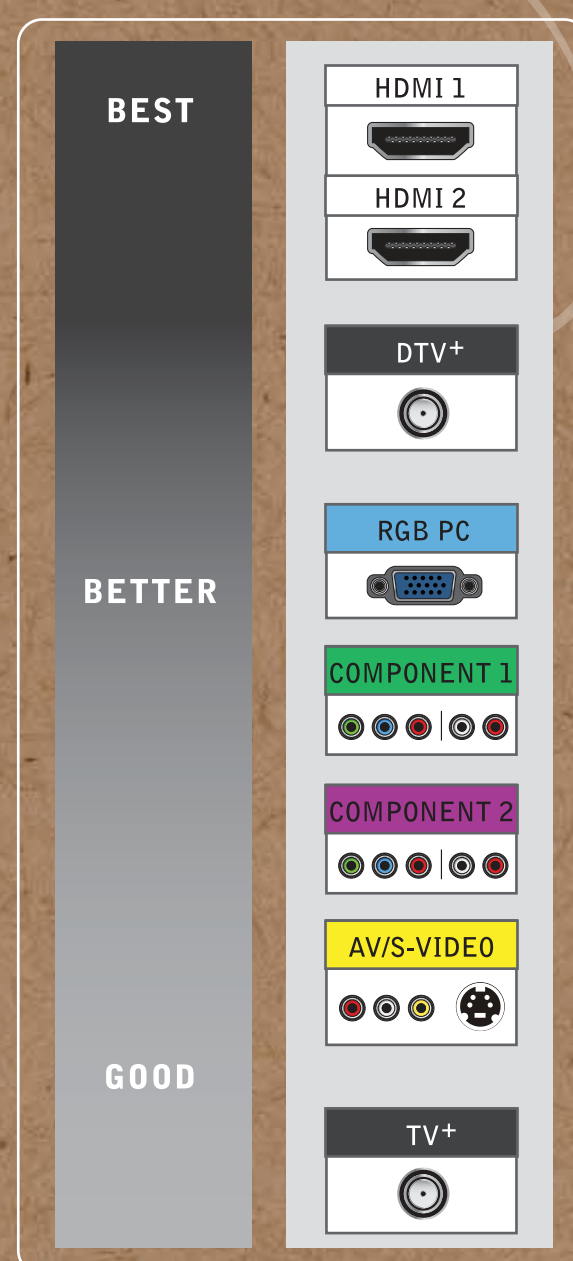 BEST
HDMI 1
HDMI 2
DTV+
RGB PC
BETTER
COMPONENT 1
COMPONENT 2
AV/S-VIDEO
GOOD
TV+